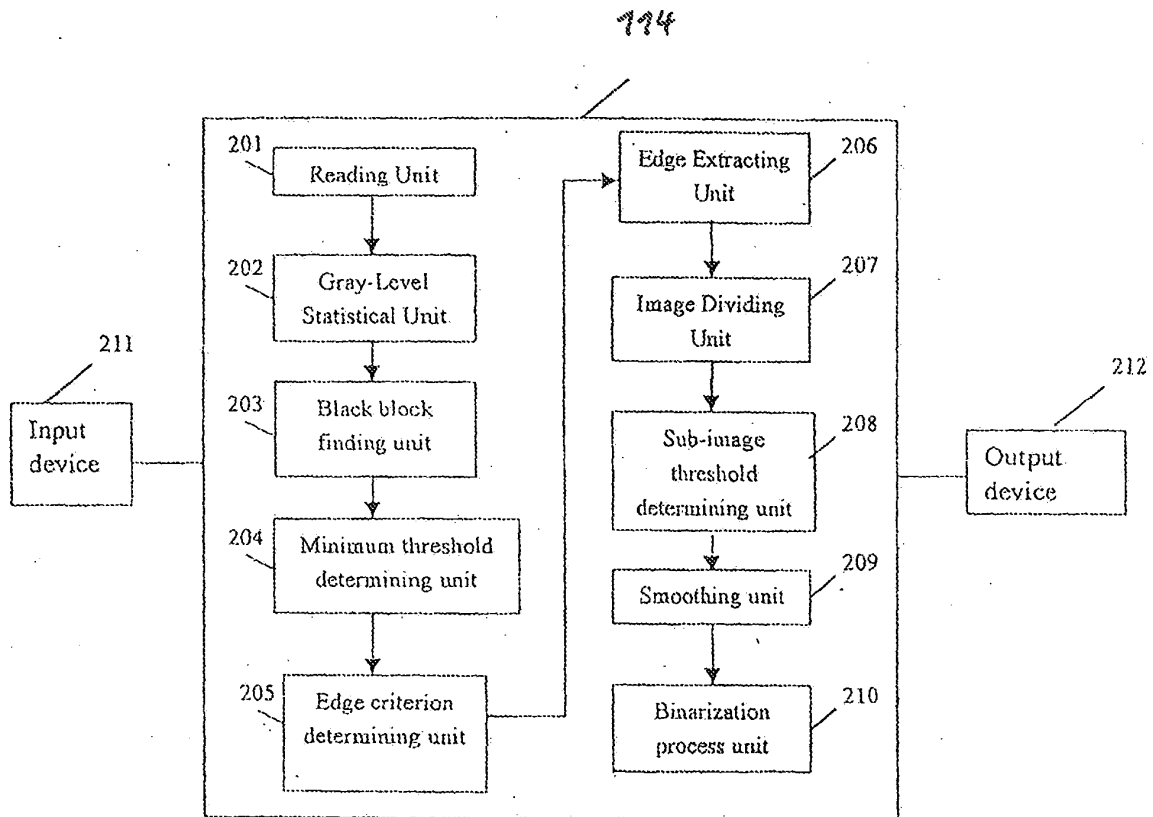 114
201
Reading Unit
202
Gray-Level
Statistical Unit
203
Black block
finding unit
204
Minimum threshold
determining unit
205
Edge criterion
determining unit
206
Edge Extracting
Unit
207
Image Dividing
Unit
208
Sub-image
threshold
determining unit
209
Smoothing unit
210
Binarization
process unit
211
Input
device
212
Output
device